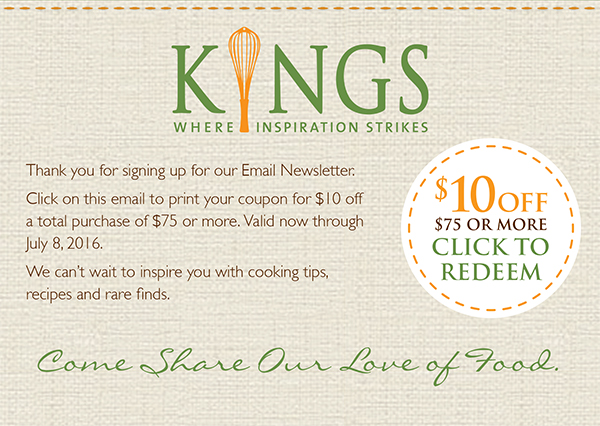 KINGS
WHERE INSPIRATION STRIKES
Thank you for signing up for our Email Newsletter.
Click on this email to print your coupon for $10 off
a total purchase of $75 or more. Valid now through
July 8, 2016.
We can't wait to inspire you with cooking tips,
recipes and rare finds.
$10 OFF
$75 OR MORE
CLICK TO
REDEEM
Come Share Our Love of Food.